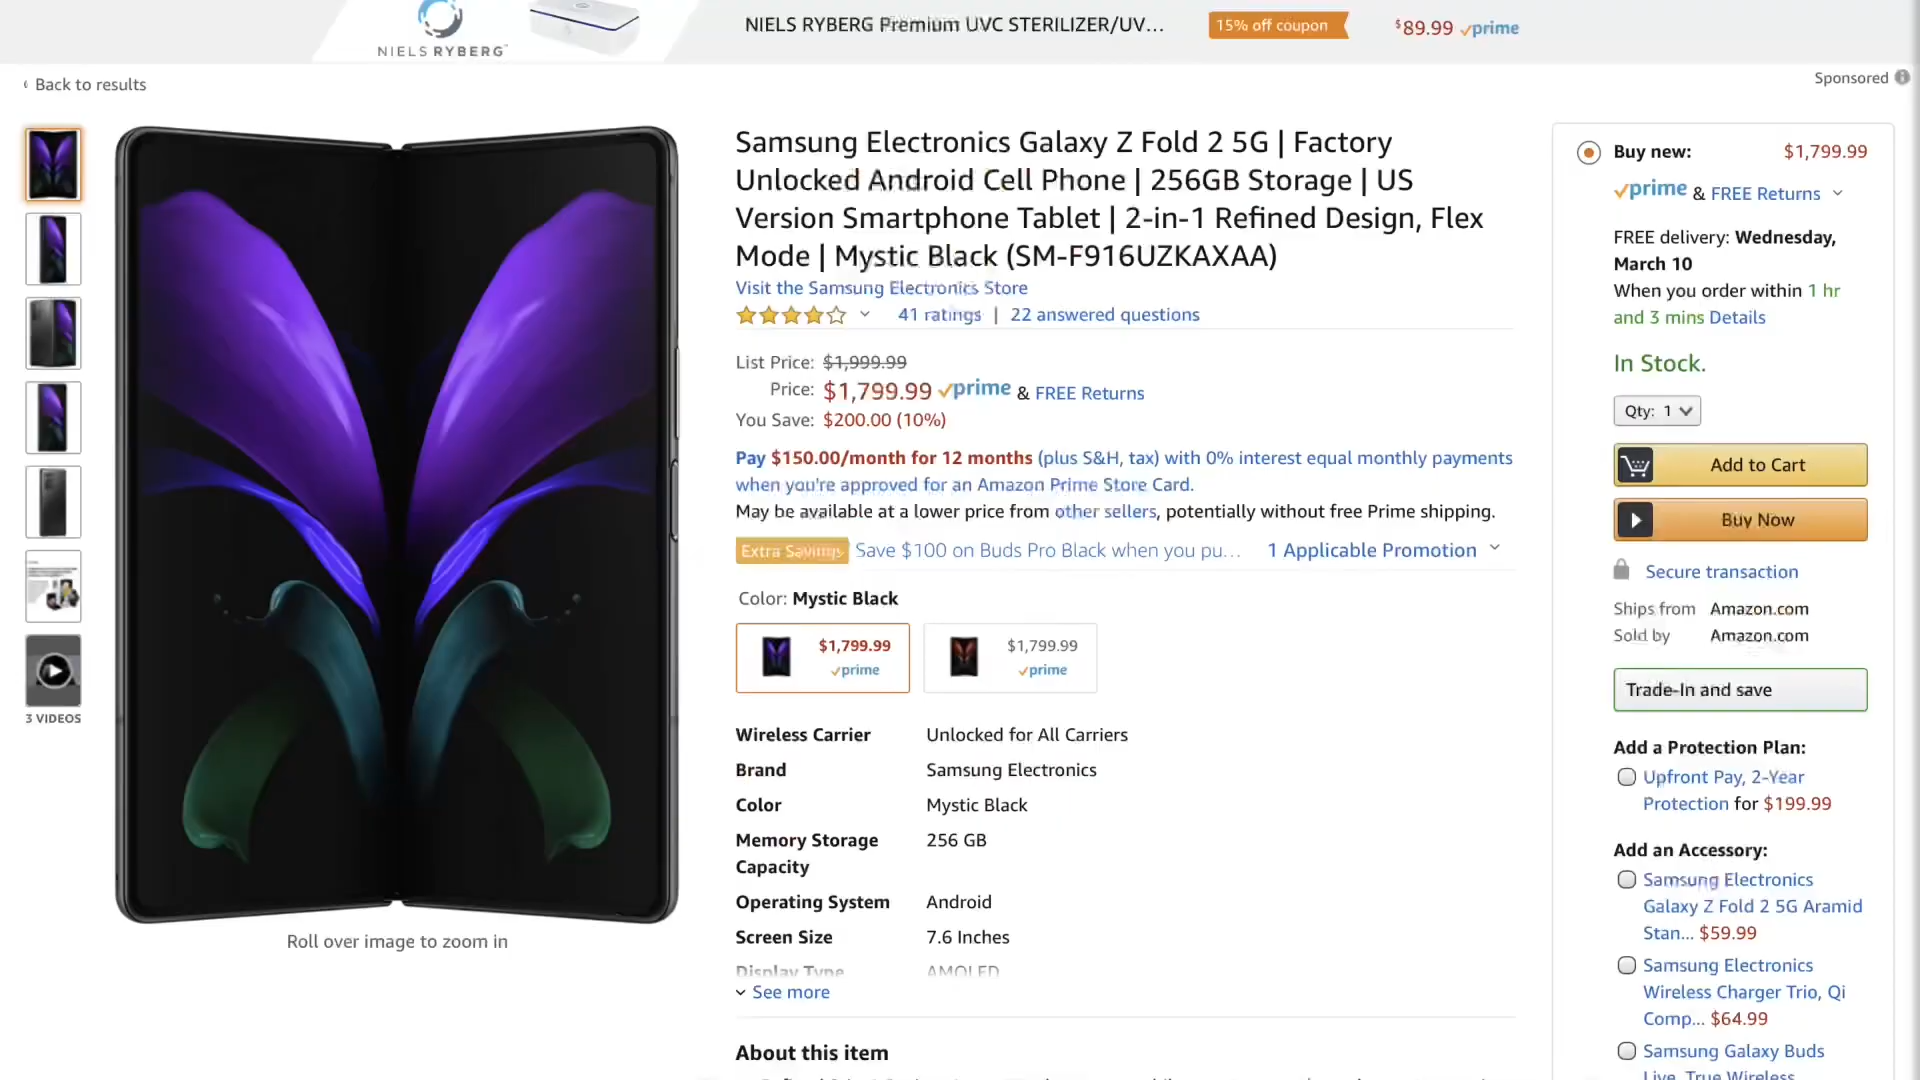 NIELS RYBERG
NIELS RYBERG Premium UVC STERILIZER/UV...
15% off coupon
$89.99 prime
‹ Back to results
Sponsored
Samsung Electronics Galaxy Z Fold 2 5G | Factory
Unlocked Android Cell Phone | 256GB Storage | US
Version Smartphone Tablet | 2-in-1 Refined Design, Flex
Mode | Mystic Black (SM-F916UZKAXAA)
Visit the Samsung Electronics Store
41 ratings | 22 answered questions
List Price: $1,999.99
Price: $1,799.99 prime & FREE Returns
You Save: $200.00 (10%)
Pay $150.00/month for 12 months (plus S&H, tax) with 0% interest equal monthly payments
when you're approved for an Amazon Prime Store Card.
May be available at a lower price from other sellers, potentially without free Prime shipping.
Extra Savings Save $100 on Buds Pro Black when you pu... 1 Applicable Promotion
Color: Mystic Black
$1,799.99
prime
$1,799.99
prime
Wireless Carrier Unlocked for All Carriers
Brand Samsung Electronics
Color Mystic Black
Memory Storage Capacity 256 GB
Operating System Android
Screen Size 7.6 Inches
Display Type AMOLED
See more
About this item
3 VIDEOS
Roll over image to zoom in
Buy new: $1,799.99
prime & FREE Returns
FREE delivery: Wednesday,
March 10
When you order within 1 hr
and 3 mins Details
In Stock.
Qty: 1
Add to Cart
Buy Now
Secure transaction
Ships from Amazon.com
Sold by Amazon.com
Trade-In and save
Add a Protection Plan:
Upfront Pay, 2-Year
Protection for $199.99
Add an Accessory:
Samsung Electronics
Galaxy Z Fold 2 5G Aramid
Stan... $59.99
Samsung Electronics
Wireless Charger Trio, Qi
Comp... $64.99
Samsung Galaxy Buds
Live, True Wireless